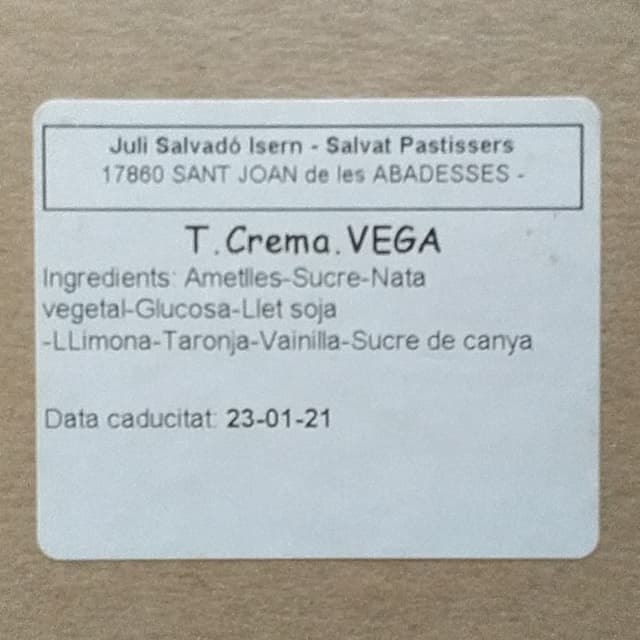 Juli Salvadó Isern - Salvat Pastissers
17860 SANT JOAN de les ABADESSES -
T.Crema.VEGA
Ingredients: Ametlles-Sucre-Nata
vegetal-Glucosa-Llet soja
-LLimona-Taronja-Vainilla-Sucre de canya
Data caducitat: 23-01-21